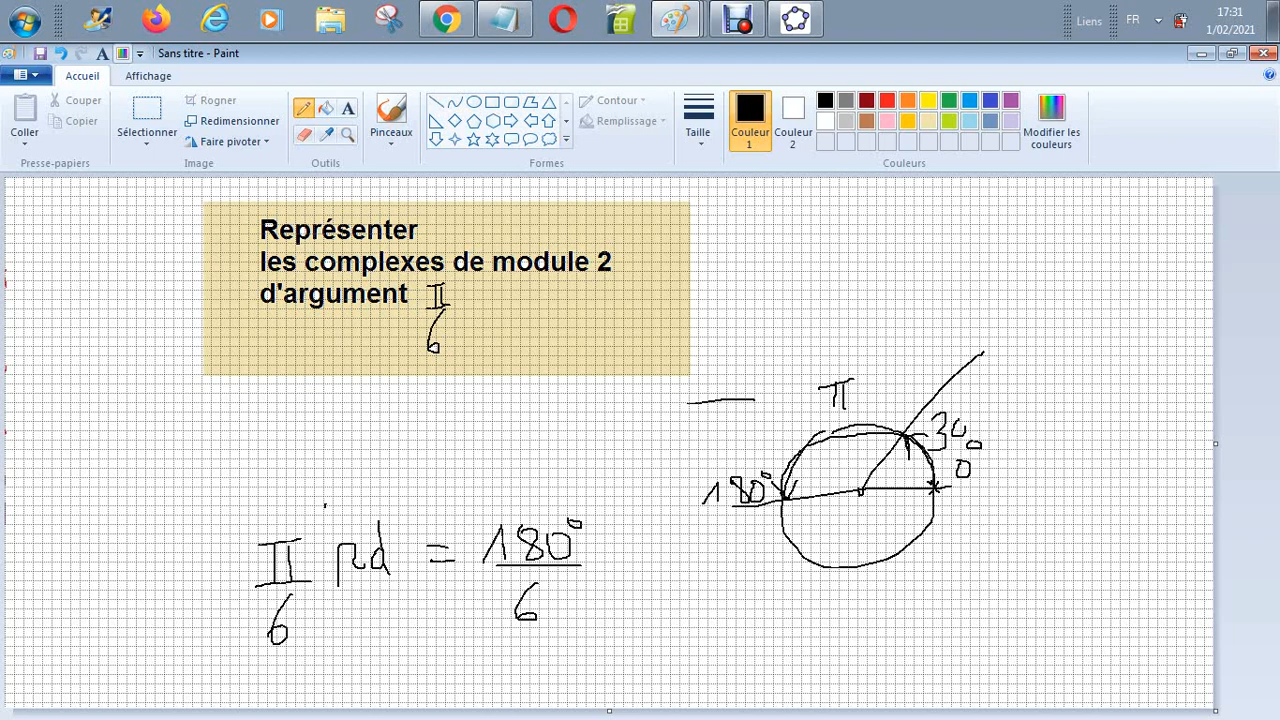 17:31
Liens FR 1/02/2021
Sans titre - Paint
Accueil Affichage
Coller
Couper
Copier
Presse-papiers
Sélectionner
Rogner
Redimensionner
Faire pivoter
Image
Outils
Pinceaux
Formes
Contour
Remplissage
Taille
Couleur 1
Couleur 2
Modifier les couleurs
Couleurs
Représenter
les complexes de module 2
d'argument π/6
π
30°
0
180°
π/6 rd = 180°/6